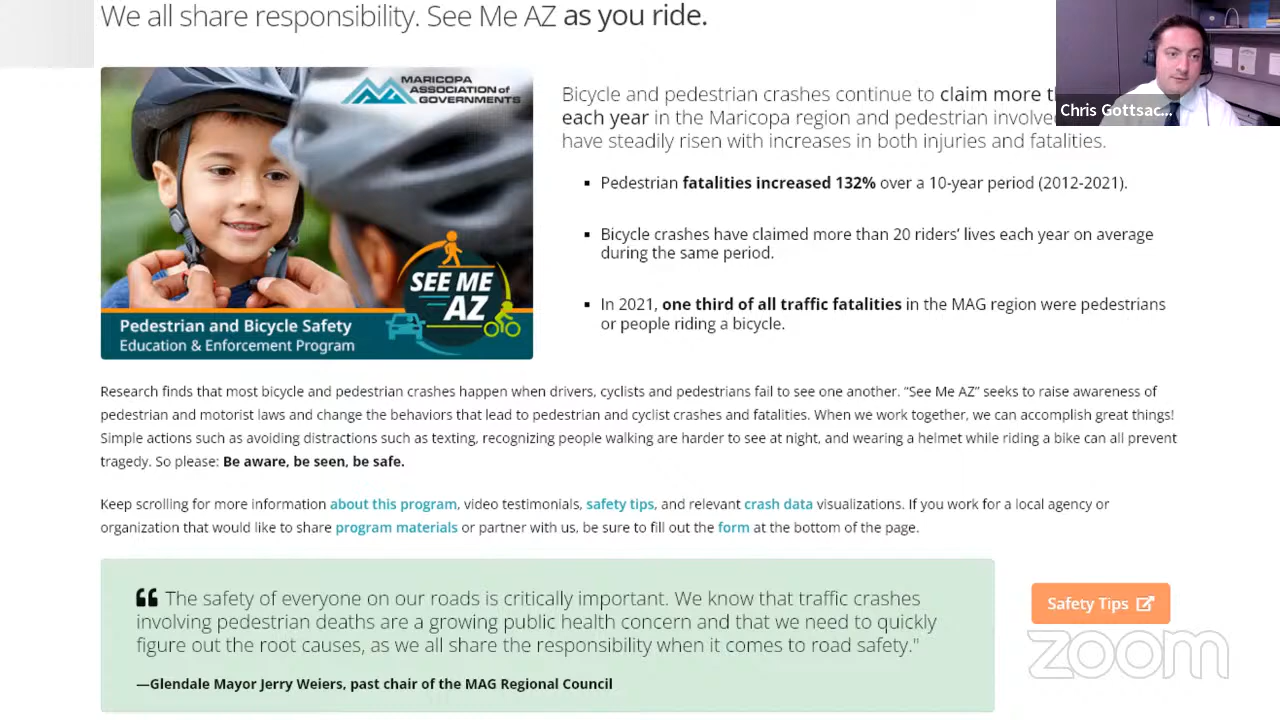 We all share responsibility. See Me AZ as you ride.
MARICOPA
ASSOCIATION of
GOVERNMENTS
SEE ME
AZ
Pedestrian and Bicycle Safety
Education & Enforcement Program
Bicycle and pedestrian crashes continue to claim more
each year in the Maricopa region and pedestrian involved
have steadily risen with increases in both injuries and fatalities.
Chris Gottsac...
▪ Pedestrian fatalities increased 132% over a 10-year period (2012-2021).
▪ Bicycle crashes have claimed more than 20 riders' lives each year on average
during the same period.
▪ In 2021, one third of all traffic fatalities in the MAG region were pedestrians
or people riding a bicycle.
Research finds that most bicycle and pedestrian crashes happen when drivers, cyclists and pedestrians fail to see one another. "See Me AZ" seeks to raise awareness of
pedestrian and motorist laws and change the behaviors that lead to pedestrian and cyclist crashes and fatalities. When we work together, we can accomplish great things!
Simple actions such as avoiding distractions such as texting, recognizing people walking are harder to see at night, and wearing a helmet while riding a bike can all prevent
tragedy. So please: Be aware, be seen, be safe.
Keep scrolling for more information about this program, video testimonials, safety tips, and relevant crash data visualizations. If you work for a local agency or
organization that would like to share program materials or partner with us, be sure to fill out the form at the bottom of the page.
“ The safety of everyone on our roads is critically important. We know that traffic crashes
involving pedestrian deaths are a growing public health concern and that we need to quickly
figure out the root causes, as we all share the responsibility when it comes to road safety."
—Glendale Mayor Jerry Weiers, past chair of the MAG Regional Council
Safety Tips
zoom